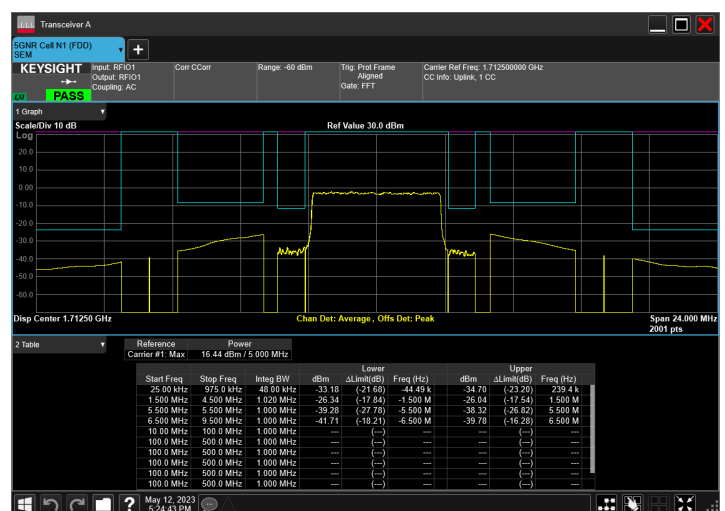 Transceiver A
5GNR Cell N1 (FDD)
SEM
KEYSIGHT
Input: RFIO1
Output: RFIO1
Coupling: AC
Corr CCorr
Range: -60 dBm
Trig: Prot Frame
Aligned
Gate: FFT
Carrier Ref Freq: 1.712500000 GHz
CC Info: Uplink, 1 CC
LXI
PASS
1 Graph
Scale/Div 10 dB
Ref Value 30.0 dBm
Log
20.0
10.0
0.00
-10.0
-20.0
-30.0
-40.0
-50.0
-60.0
Disp Center 1.71250 GHz
Chan Det: Average, Offs Det: Peak
Span 24.000 MHz
2001 pts
2 Table
Reference Power
Carrier #1: Max 16.44 dBm / 5.000 MHz
Lower Upper
Start Freq Stop Freq Integ BW dBm ΔLimit(dB) Freq (Hz) dBm ΔLimit(dB) Freq (Hz)
25.00 kHz 975.0 kHz 48.00 kHz -33.18 (-21.68) -44.49 k -34.70 (-23.20) 239.4 k
1.500 MHz 4.500 MHz 1.020 MHz -26.34 (-17.84) -1.500 M -26.04 (-17.54) 1.500 M
5.500 MHz 5.500 MHz 1.000 MHz -39.28 (-27.78) -5.500 M -38.32 (-26.82) 5.500 M
6.500 MHz 9.500 MHz 1.000 MHz -41.71 (-18.21) -6.500 M -39.78 (-16.28) 6.500 M
10.00 MHz 100.0 MHz 1.000 MHz --- (---) --- --- (---) ---
100.0 MHz 500.0 MHz 1.000 MHz --- (---) --- --- (---) ---
100.0 MHz 500.0 MHz 1.000 MHz --- (---) --- --- (---) ---
100.0 MHz 500.0 MHz 1.000 MHz --- (---) --- --- (---) ---
100.0 MHz 500.0 MHz 1.000 MHz --- (---) --- --- (---) ---
100.0 MHz 500.0 MHz 1.000 MHz --- (---) --- --- (---) ---
May 12, 2023
5:24:43 PM